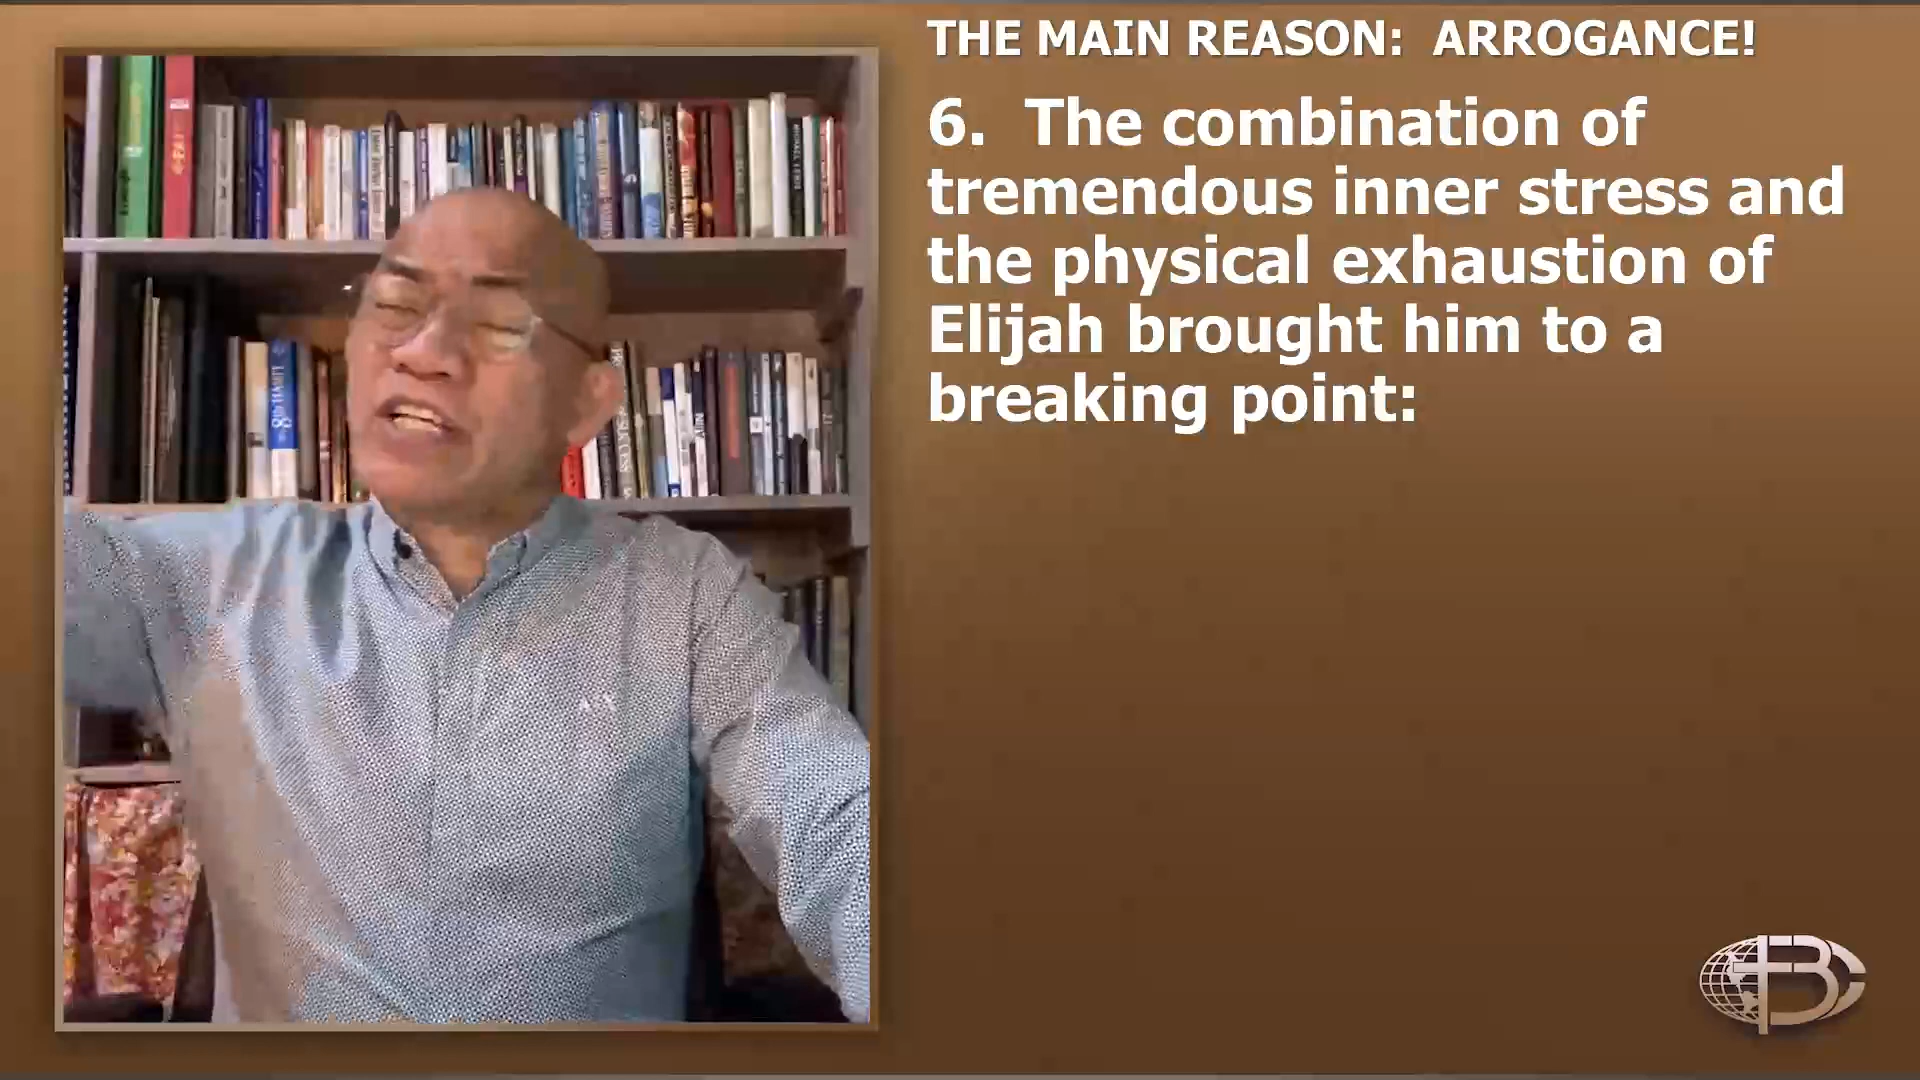 THE MAIN REASON: ARROGANCE!
6. The combination of
tremendous inner stress and
the physical exhaustion of
Elijah brought him to a
breaking point: